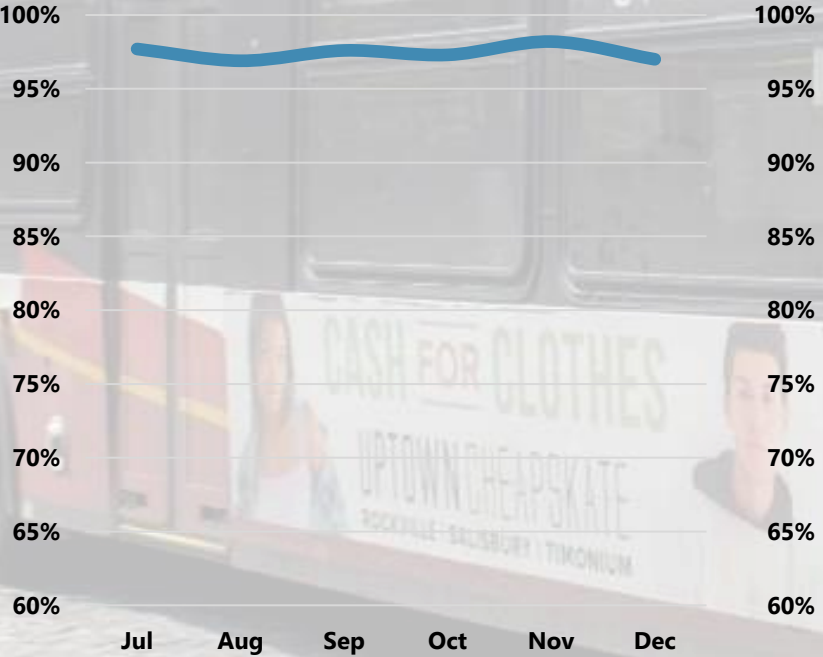 100% 100%
95% 95%
90% 90%
85% 85%
80% 80%
CASH FOR CLOTHES
75% 75%
70% 70%
UPTOWN CHEAPSKATE
65% 65%
ROCKVILLE | SALISBURY | TIMONIUM
60% 60%
Jul Aug Sep Oct Nov Dec